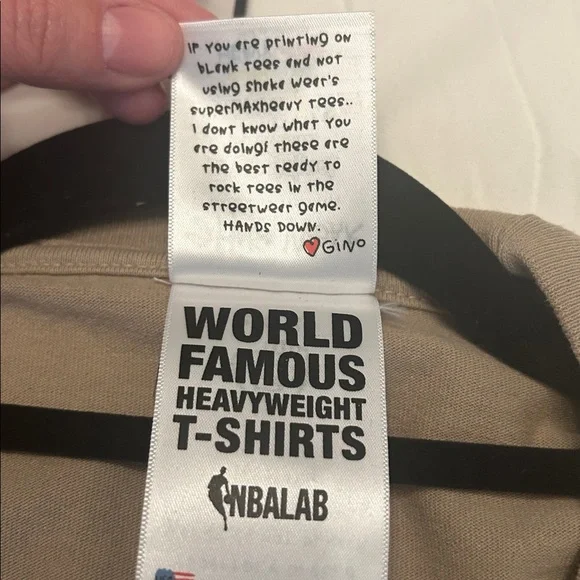 IF YOU are PrintinG ON
bLank Tees and NOT
using Shaka Wear's
superMAXheavy Tees..
I DONT KNOW WHAT YOU
are doing! these are
THe best ready TO
rock Tees in THe
streetwear game.
HANDS DOWN.
GINO
WORLD
FAMOUS
HEAVYWEIGHT
T-SHIRTS
NBALAB